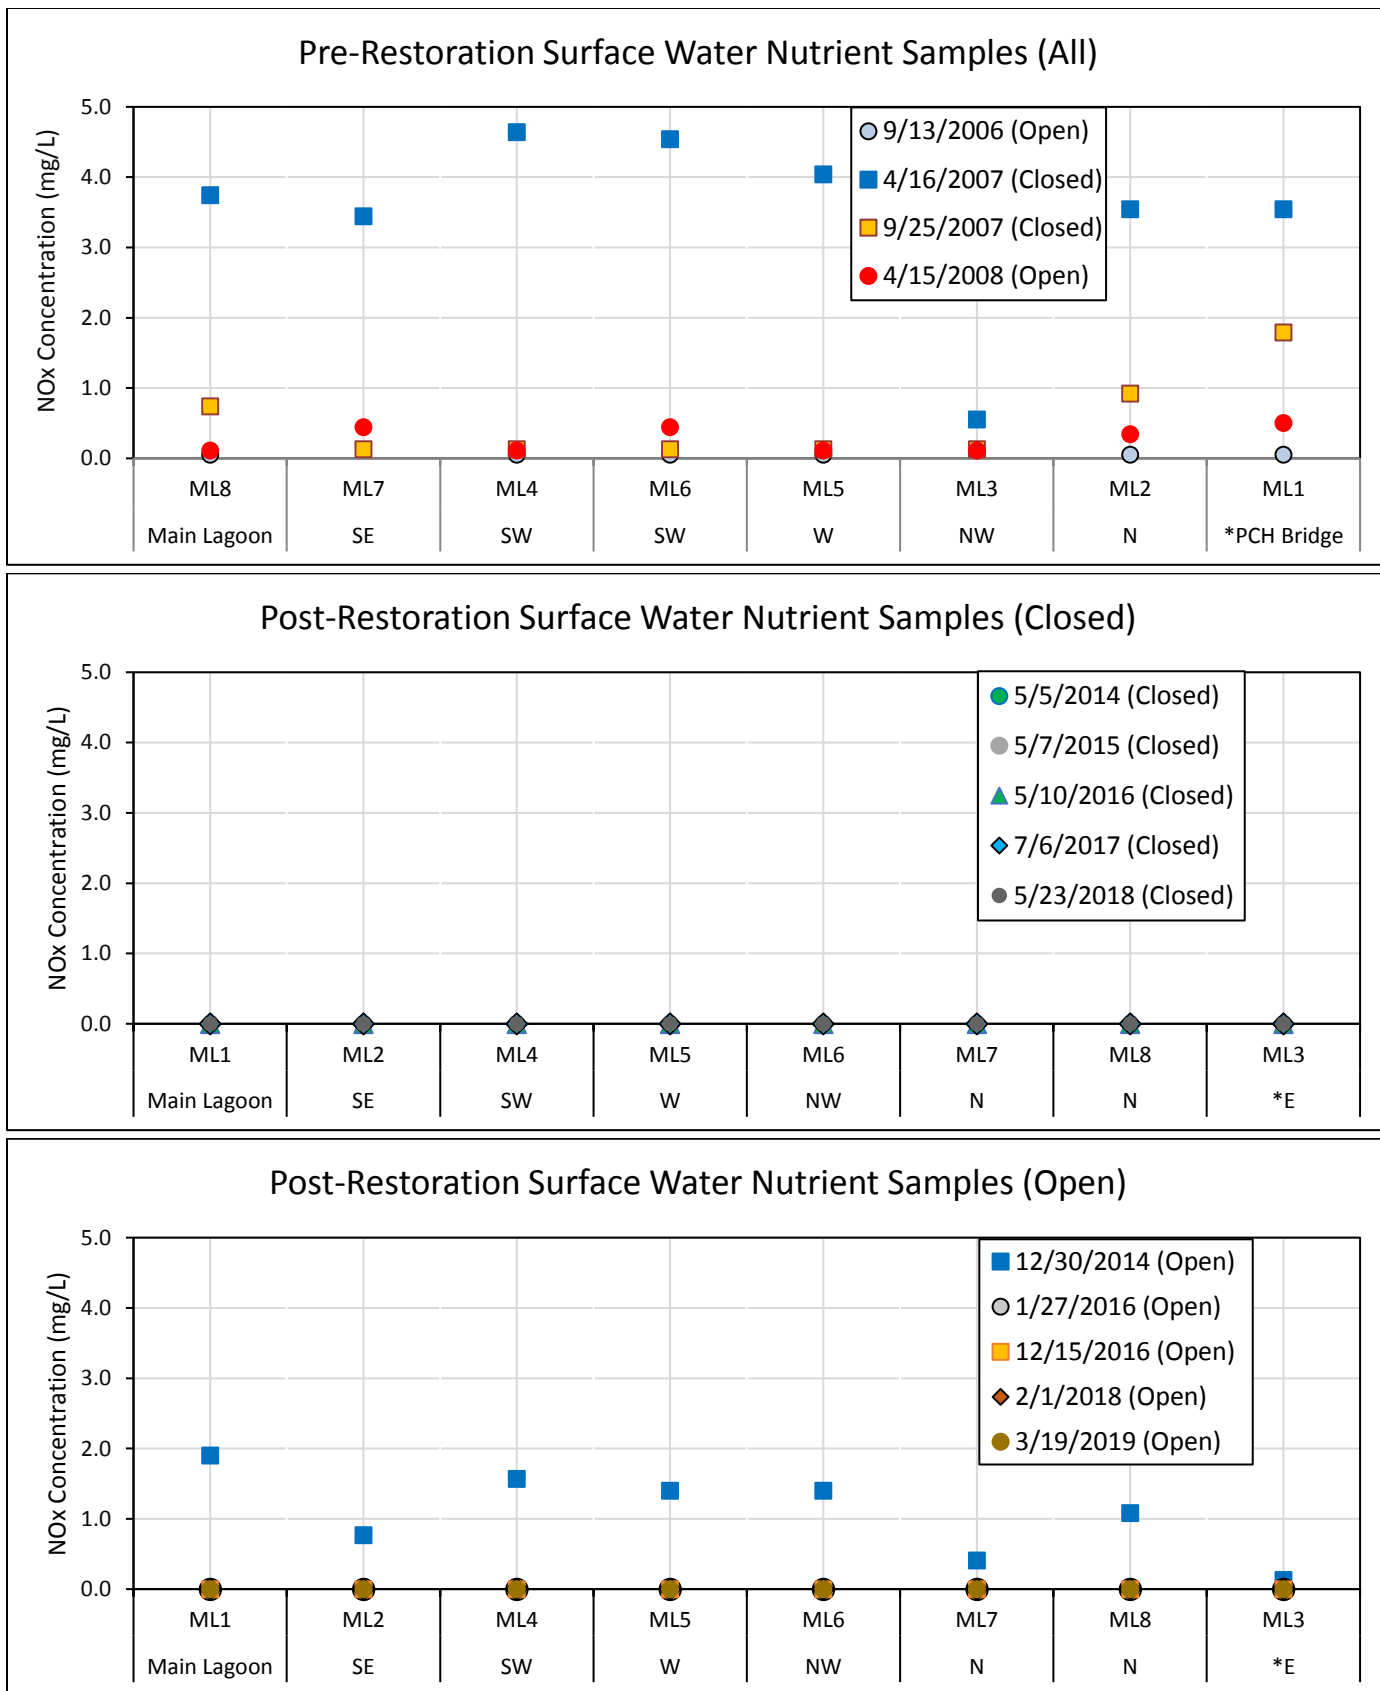 Pre-Restoration Surface Water Nutrient Samples (All)
NOx Concentration (mg/L)
5.0
4.0
3.0
2.0
1.0
0.0
9/13/2006 (Open)
4/16/2007 (Closed)
9/25/2007 (Closed)
4/15/2008 (Open)
ML8 ML7 ML4 ML6 ML5 ML3 ML2 ML1
Main Lagoon SE SW SW W NW N *PCH Bridge
Post-Restoration Surface Water Nutrient Samples (Closed)
NOx Concentration (mg/L)
5.0
4.0
3.0
2.0
1.0
0.0
5/5/2014 (Closed)
5/7/2015 (Closed)
5/10/2016 (Closed)
7/6/2017 (Closed)
5/23/2018 (Closed)
ML1 ML2 ML4 ML5 ML6 ML7 ML8 ML3
Main Lagoon SE SW W NW N N *E
Post-Restoration Surface Water Nutrient Samples (Open)
NOx Concentration (mg/L)
5.0
4.0
3.0
2.0
1.0
0.0
12/30/2014 (Open)
1/27/2016 (Open)
12/15/2016 (Open)
2/1/2018 (Open)
3/19/2019 (Open)
ML1 ML2 ML4 ML5 ML6 ML7 ML8 ML3
Main Lagoon SE SW W NW N N *E